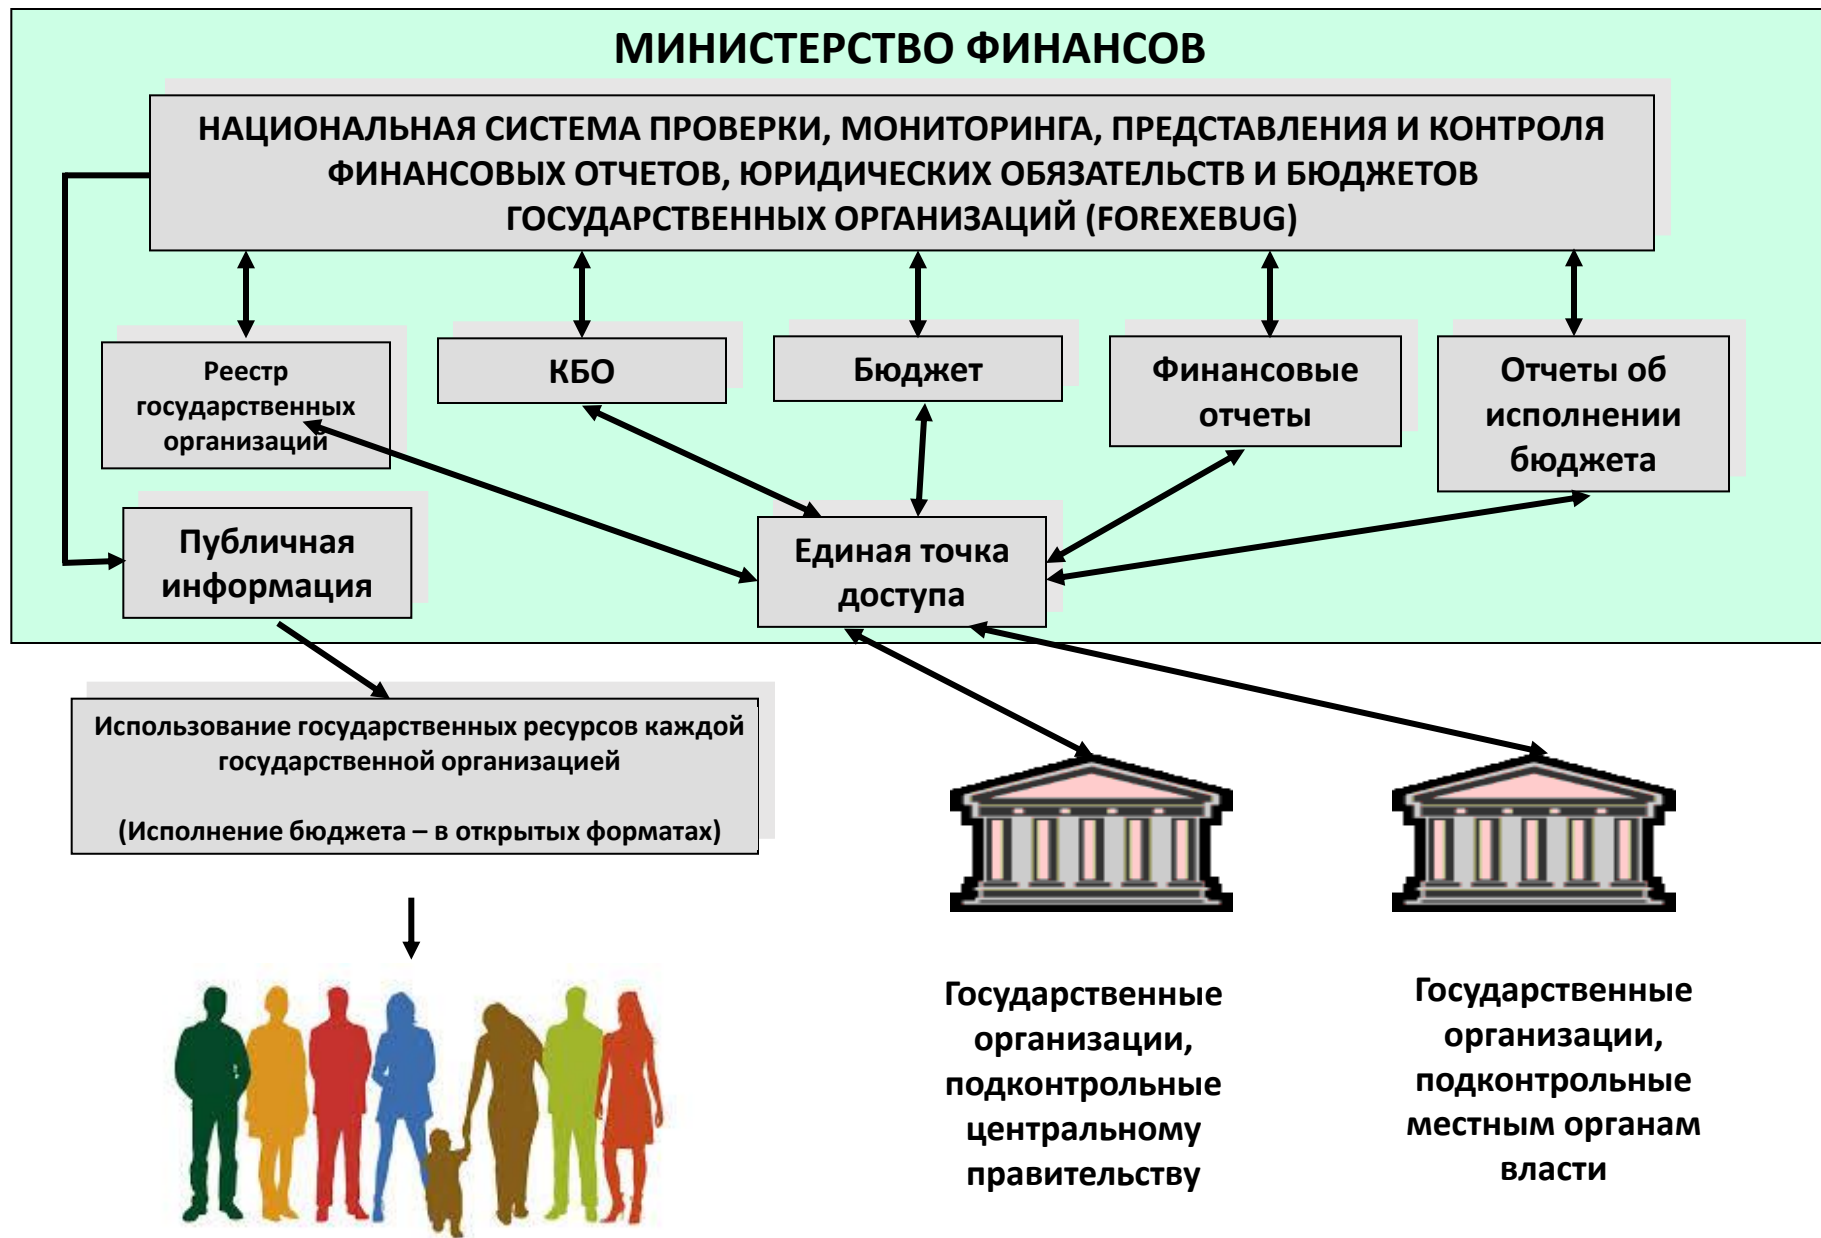 МИНИСТЕРСТВО ФИНАНСОВ
НАЦИОНАЛЬНАЯ СИСТЕМА ПРОВЕРКИ, МОНИТОРИНГА, ПРЕДСТАВЛЕНИЯ И КОНТРОЛЯ
ФИНАНСОВЫХ ОТЧЕТОВ, ЮРИДИЧЕСКИХ ОБЯЗАТЕЛЬСТВ И БЮДЖЕТОВ
ГОСУДАРСТВЕННЫХ ОРГАНИЗАЦИЙ (FOREXEBUG)
Реестр
государственных
организаций
КБО
Бюджет
Финансовые
отчеты
Отчеты об
исполнении
бюджета
Публичная
информация
Единая точка
доступа
Использование государственных ресурсов каждой
государственной организацией
(Исполнение бюджета – в открытых форматах)
Государственные
организации,
подконтрольные
центральному
правительству
Государственные
организации,
подконтрольные
местным органам
власти